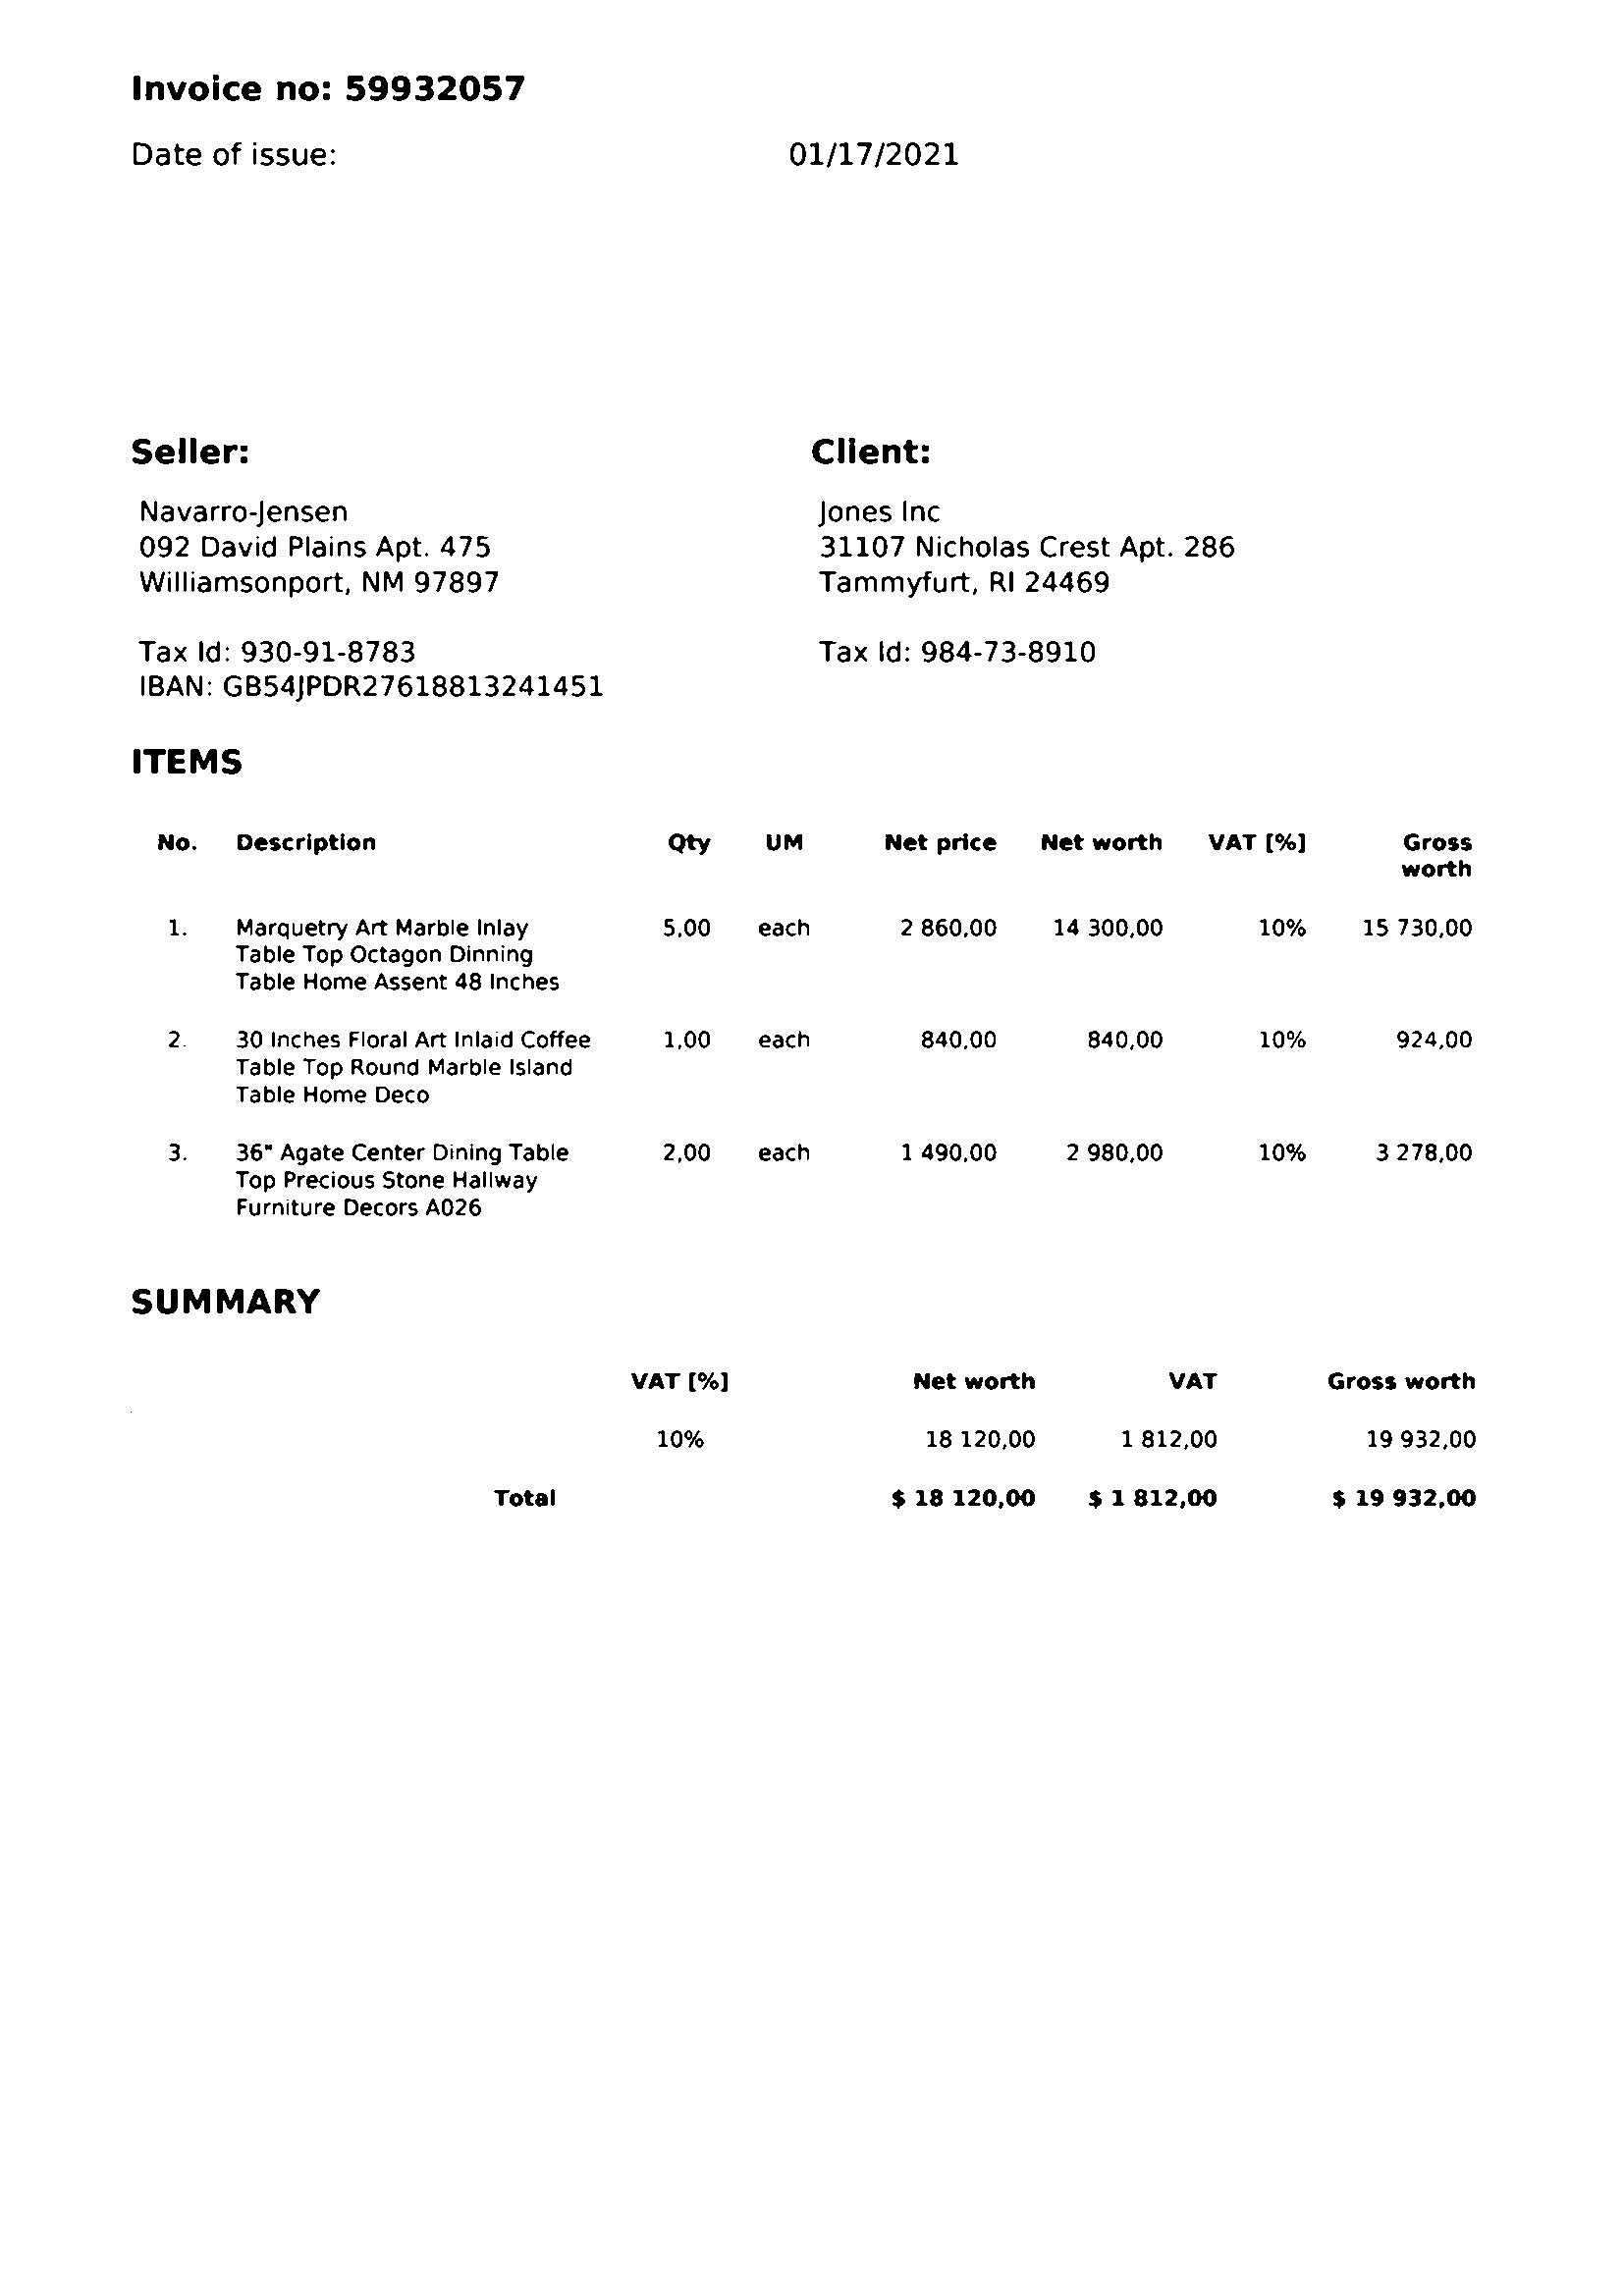 Invoice no: 59932057
Date of issue: 01/17/2021
Seller: Client:
Navarro-Jensen Jones Inc
092 David Plains Apt. 475 31107 Nicholas Crest Apt. 286
Williamsonport, NM 97897 Tammyfurt, RI 24469
Tax Id: 930-91-8783 Tax Id: 984-73-8910
IBAN: GB54JPDR27618813241451
ITEMS
No. Description Qty UM Net price Net worth VAT [%] Gross
worth
1. Marquetry Art Marble Inlay 5,00 each 2 860,00 14 300,00 10% 15 730,00
Table Top Octagon Dinning
Table Home Assent 48 Inches
2. 30 Inches Floral Art Inlaid Coffee 1,00 each 840,00 840,00 10% 924,00
Table Top Round Marble Island
Table Home Deco
3. 36" Agate Center Dining Table 2,00 each 1 490,00 2 980,00 10% 3 278,00
Top Precious Stone Hallway
Furniture Decors A026
SUMMARY
VAT [%] Net worth VAT Gross worth
10% 18 120,00 1 812,00 19 932,00
Total $ 18 120,00 $ 1 812,00 $ 19 932,00